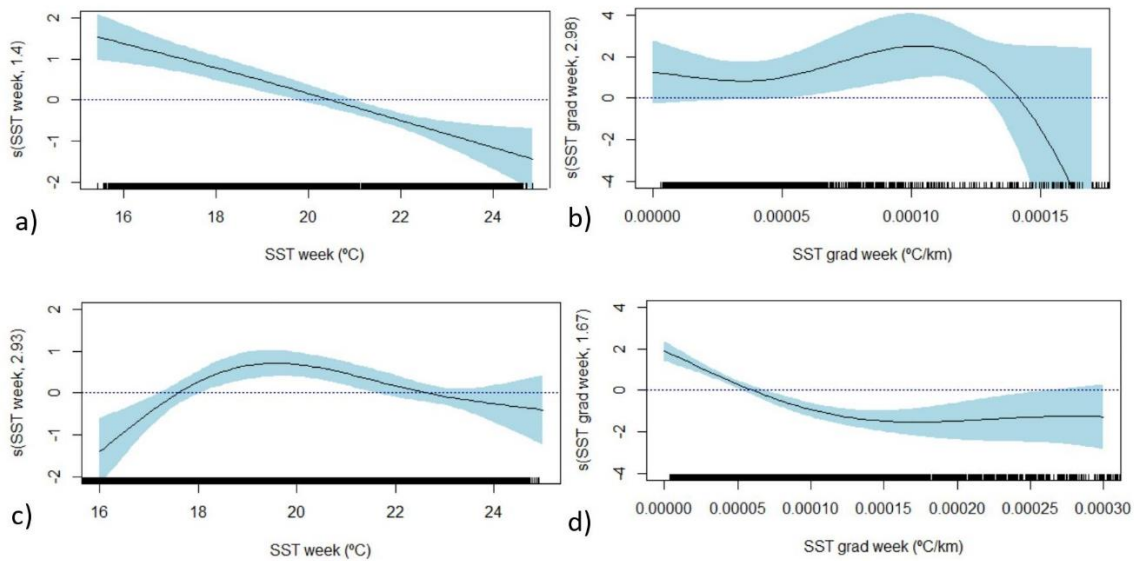 s(SST week, 1.4)
2
1
0
-1
-2
16 18 20 22 24
a)
SST week (ºC)
s(SST grad week, 2.98)
4
2
0
-2
-4
0.00000 0.00005 0.00010 0.00015
b)
SST grad week (ºC/km)
s(SST week, 2.93)
2
1
0
-1
-2
16 18 20 22 24
c)
SST week (ºC)
s(SST grad week, 1.67)
4
2
0
-2
-4
0.00000 0.00005 0.00010 0.00015 0.00020 0.00025 0.00030
d)
SST grad week (ºC/km)